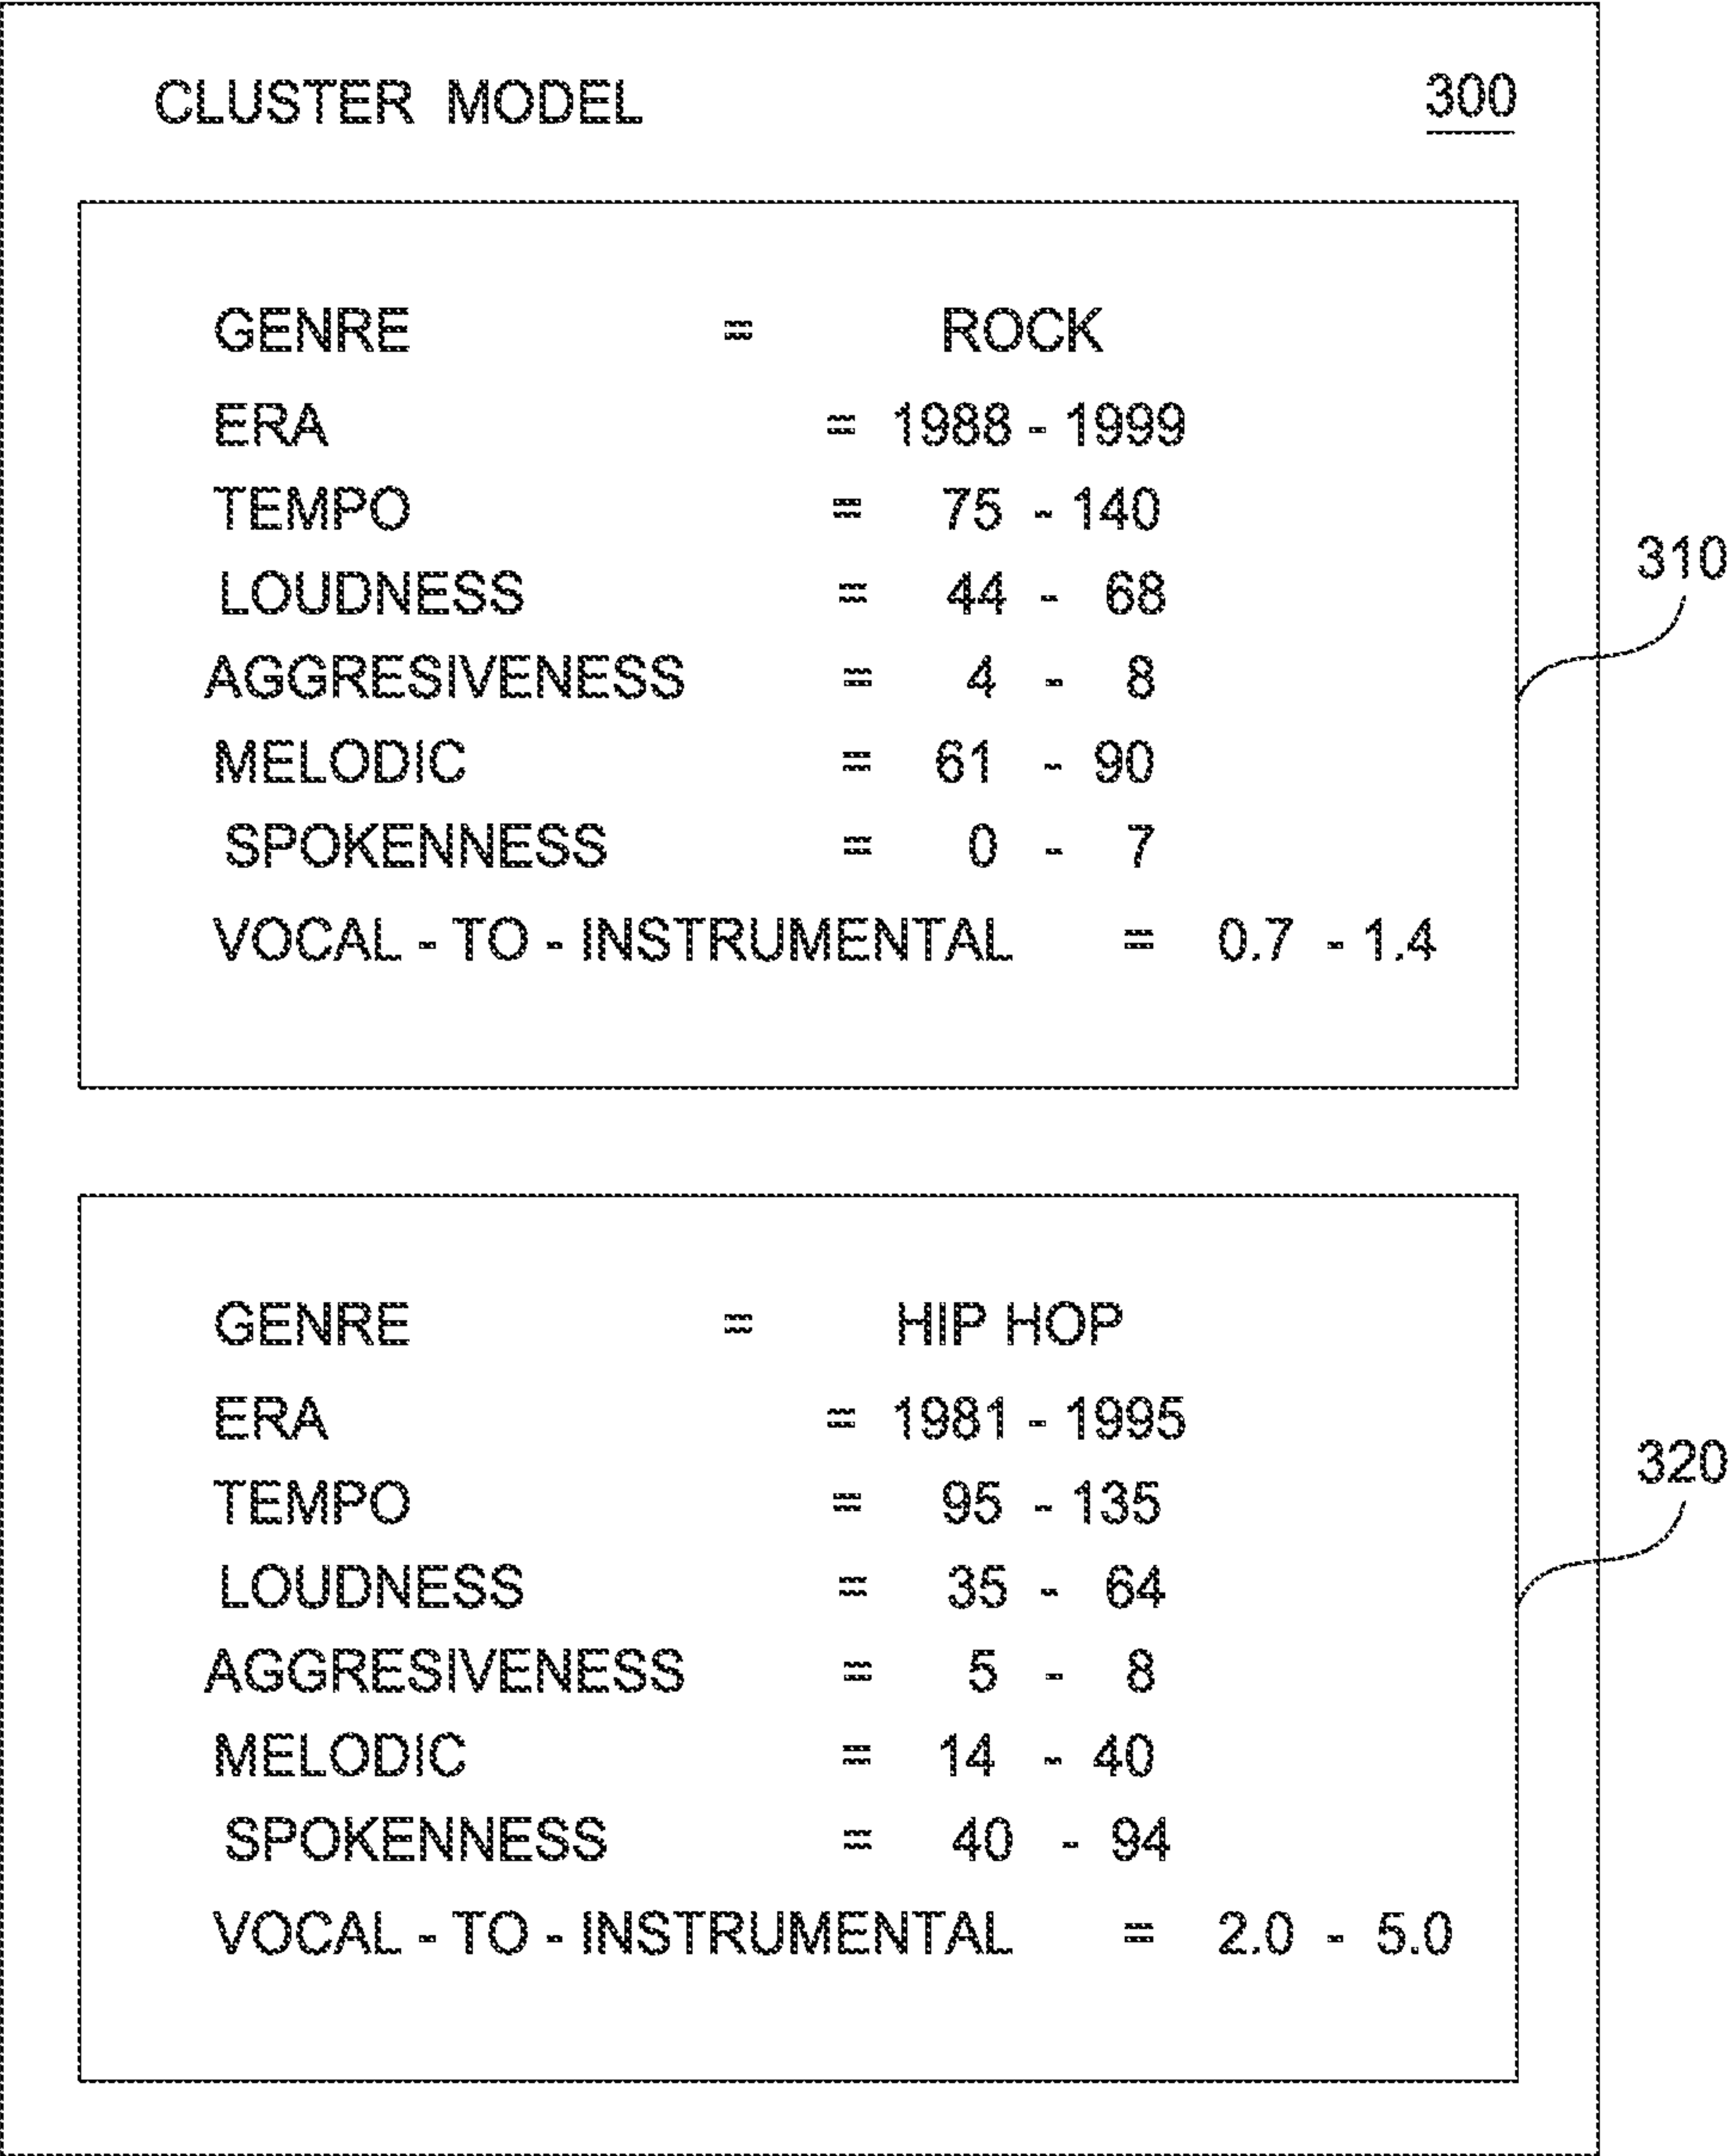 CLUSTER MODEL 300
GENRE = ROCK
ERA = 1988 - 1999
TEMPO = 75 - 140
LOUDNESS = 44 - 68
AGGRESIVENESS = 4 - 8
MELODIC = 61 - 90
SPOKENNESS = 0 - 7
VOCAL - TO - INSTRUMENTAL = 0.7 - 1.4
310
GENRE = HIP HOP
ERA = 1981 - 1995
TEMPO = 95 - 135
LOUDNESS = 35 - 64
AGGRESIVENESS = 5 - 8
MELODIC = 14 - 40
SPOKENNESS = 40 - 94
VOCAL - TO - INSTRUMENTAL = 2.0 - 5.0
320